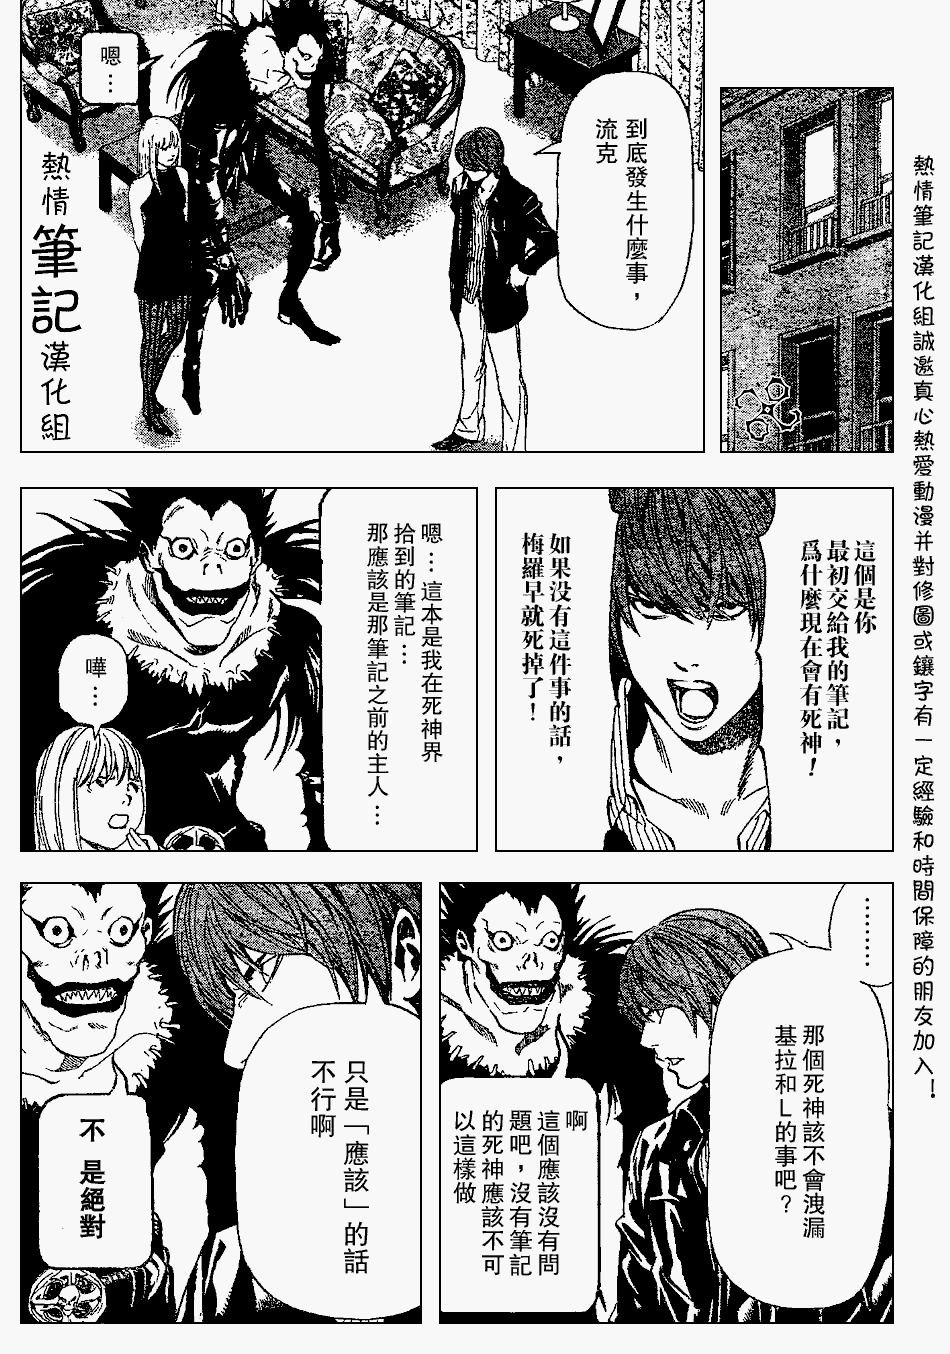 熱情筆記漢化組誠邀真心熱愛動漫并對修圖或鑲字有一定經驗和時間保障的朋友加入！
到底發生什麼事，
流克
嗯…
熱情筆記漢化組
這個是你
最初交給我的筆記，
爲什麼現在會有死神！
如果没有這件事的話，
梅羅早就死掉了！
嗯…這本是我在死神界
拾到的筆記…
那應該是那筆記之前的主人…
嘩…
………
那個死神該不會洩漏
基拉和L的事吧？
啊
這個應該沒有問
題吧，沒有筆記
的死神應該不可
以這樣做
只是「應該」的話
不行啊
不 是絕對